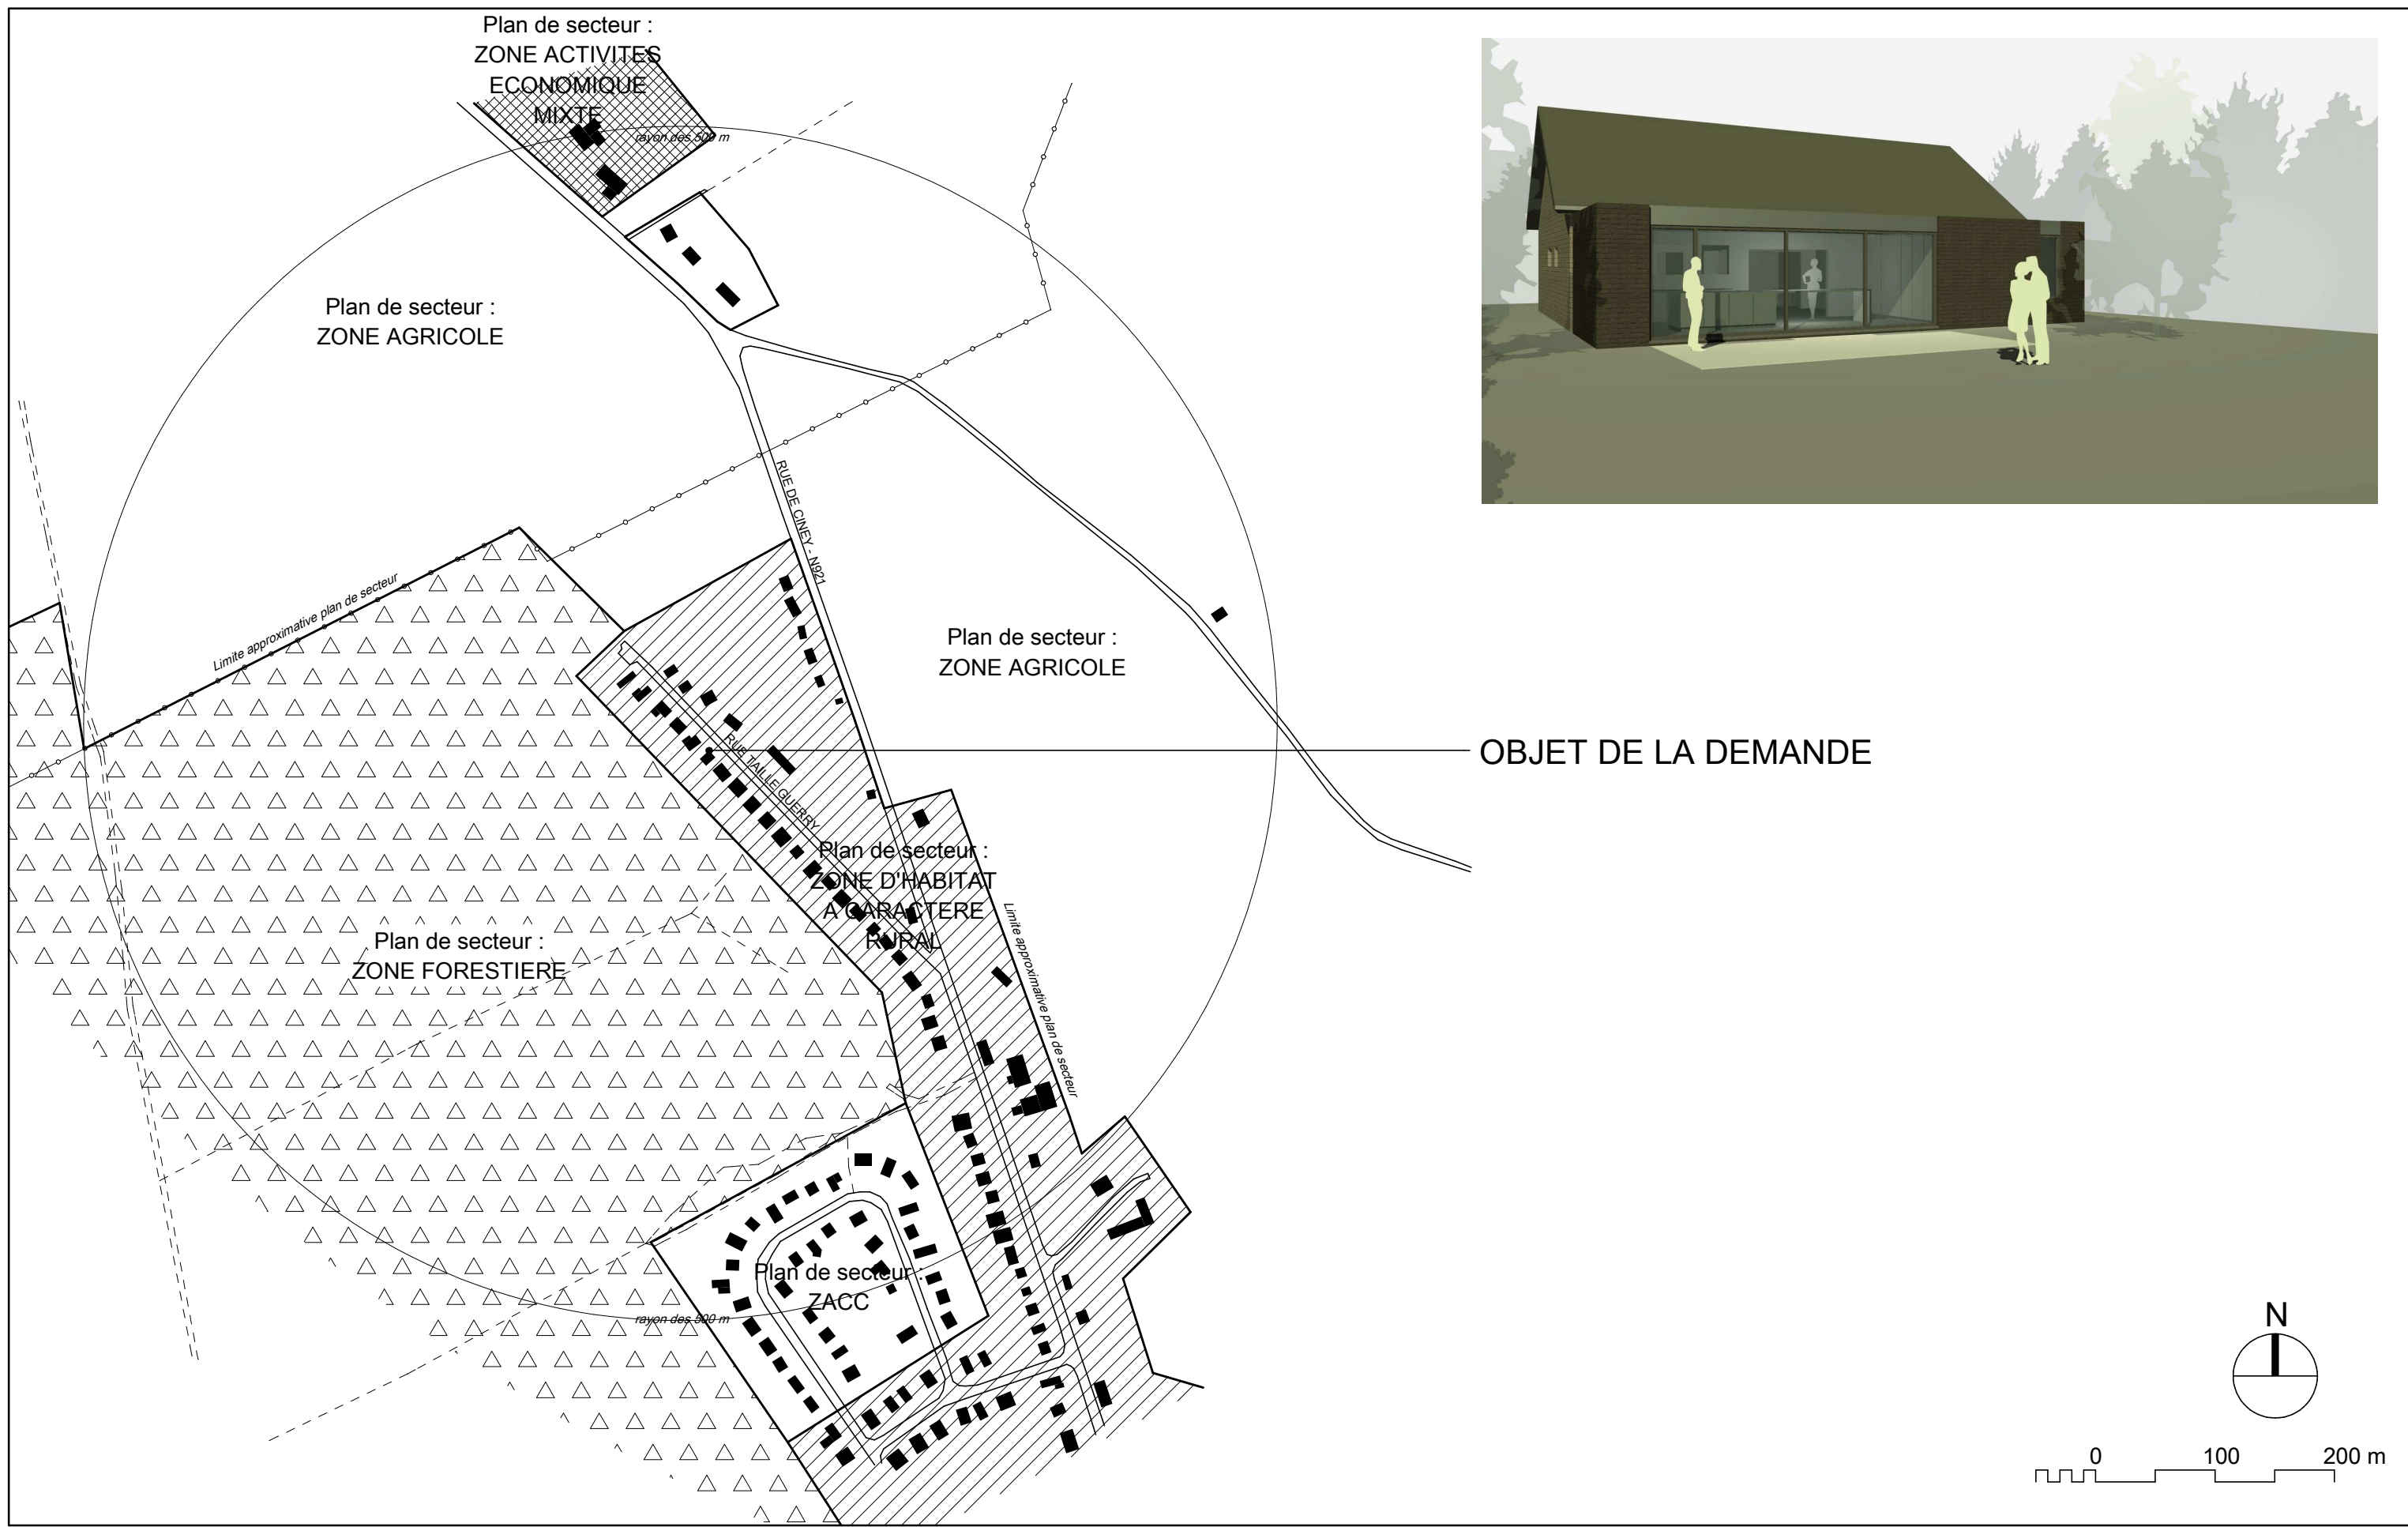 Plan de secteur :
ZONE ACTIVITES
ECONOMIQUE
MIXTE
rayon des 500 m
Plan de secteur :
ZONE AGRICOLE
RUE DE CINEY - N921
Limite approximative plan de secteur
Plan de secteur :
ZONE AGRICOLE
OBJET DE LA DEMANDE
RUE TAILLE GUERRY
Plan de secteur :
ZONE D'HABITAT
A CARACTERE
RURAL
Limite approximative plan de secteur
Plan de secteur :
ZONE FORESTIERE
Plan de secteur :
ZACC
rayon des 500 m
N
0 100 200 m